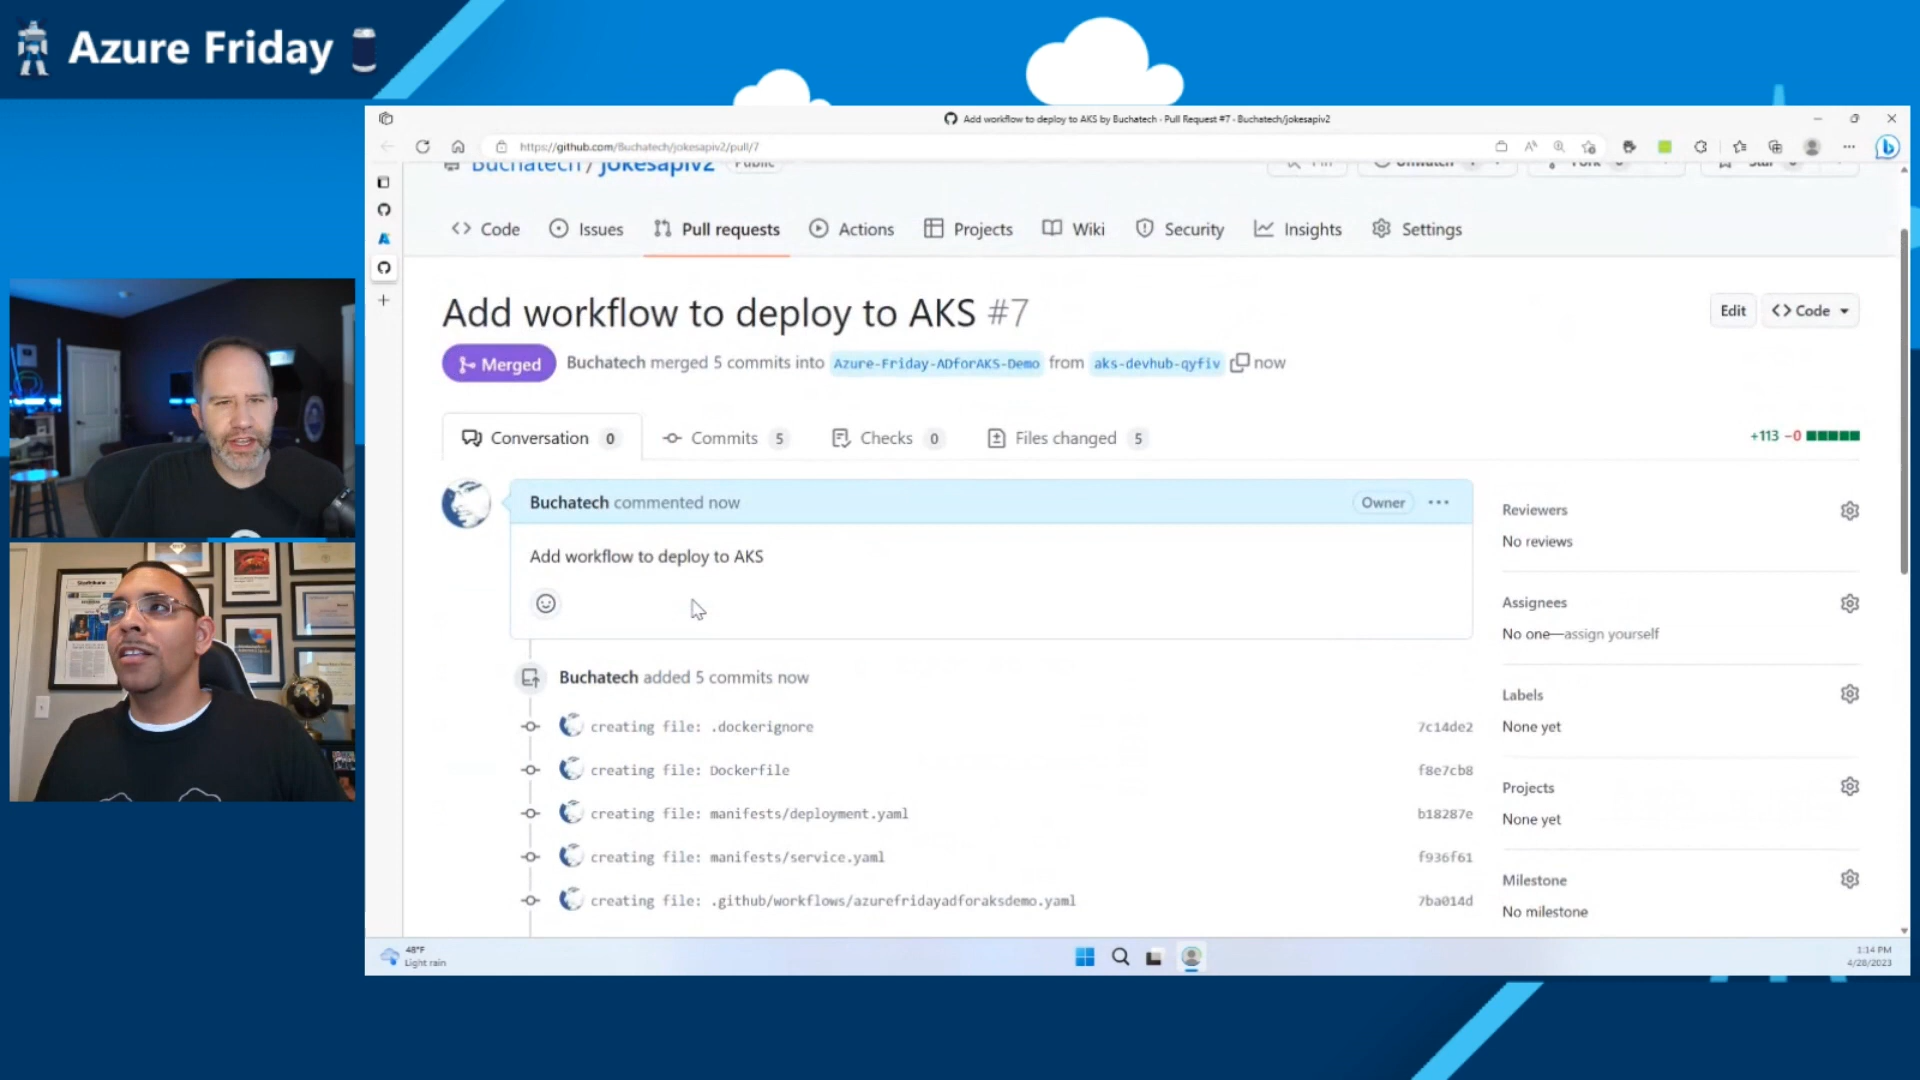 Azure Friday
Add workflow to deploy to AKS by Buchatech · Pull Request #7 · Buchatech/jokesapiv2
https://github.com/Buchatech/jokesapiv2/pull/7
Buchatech / jokesapiv2 Public
Code Issues Pull requests Actions Projects Wiki Security Insights Settings
Add workflow to deploy to AKS #7
Edit
<> Code
Merged
Buchatech merged 5 commits into Azure-Friday-ADforAKS-Demo from aks-devhub-qyfiv now
Conversation 0
Commits 5
Checks 0
Files changed 5
+113 −0
Buchatech commented now
Owner
Add workflow to deploy to AKS
Buchatech added 5 commits now
creating file: .dockerignore 7c14de2
creating file: Dockerfile f8e7cb8
creating file: manifests/deployment.yaml b18287e
creating file: manifests/service.yaml f936f61
creating file: .github/workflows/azurefridayadforaksdemo.yaml 7ba014d
Reviewers
No reviews
Assignees
No one—assign yourself
Labels
None yet
Projects
None yet
Milestone
No milestone
48°F
Light rain
1:14 PM
4/28/2023